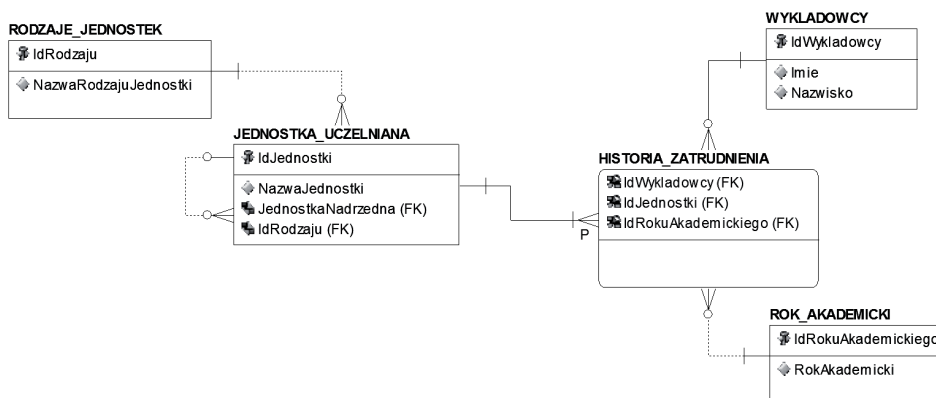 RODZAJE_JEDNOSTEK
IdRodzaju
NazwaRodzajuJednostki
WYKLADOWCY
IdWykladowcy
Imie
Nazwisko
JEDNOSTKA_UCZELNIANA
IdJednostki
NazwaJednostki
JednostkaNadrzedna (FK)
IdRodzaju (FK)
HISTORIA_ZATRUDNIENIA
IdWykladowcy (FK)
IdJednostki (FK)
IdRokuAkademickiego (FK)
P
ROK_AKADEMICKI
IdRokuAkademickiego
RokAkademicki